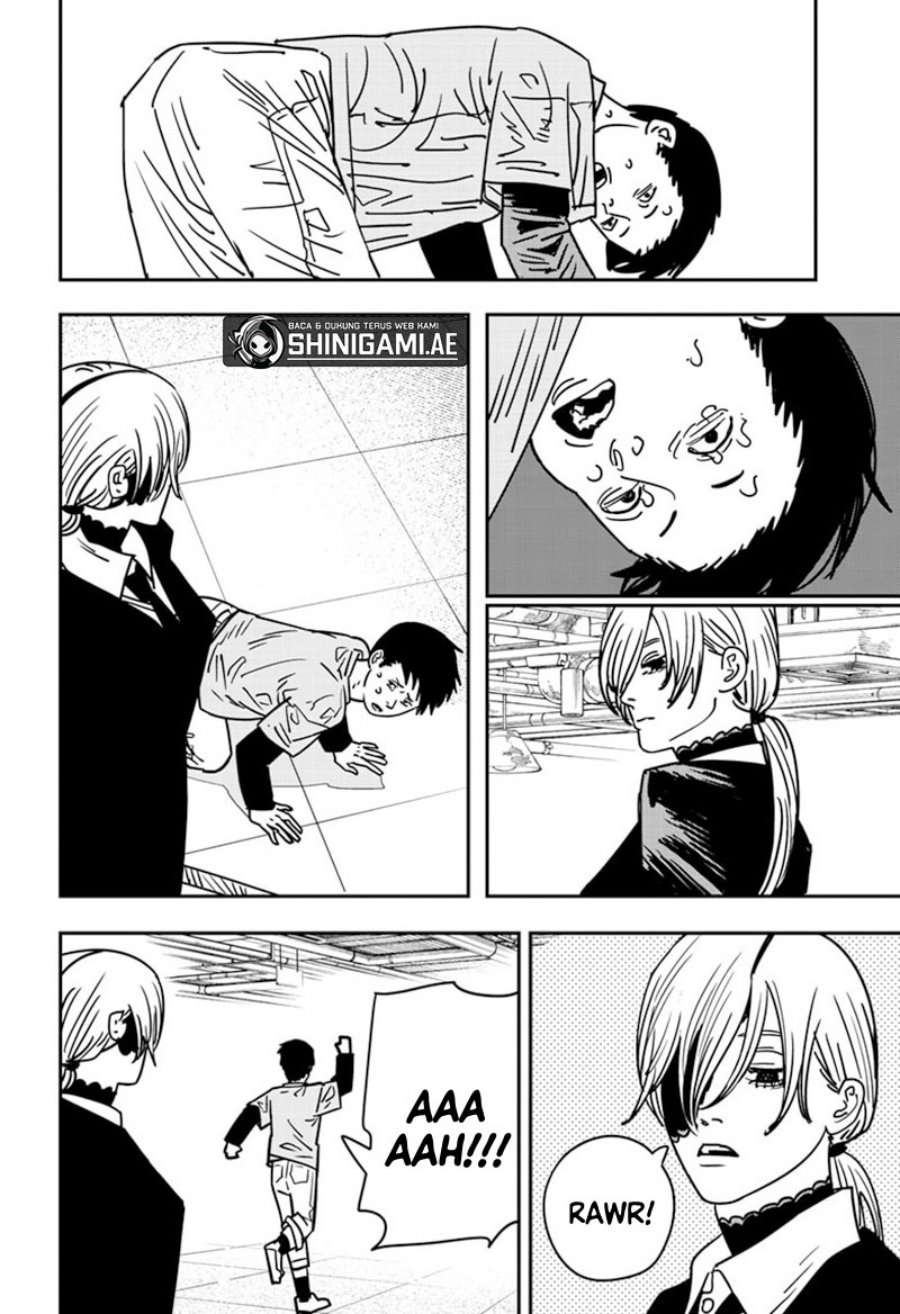 BACA & DUKUNG TERUS WEB KAMI
SHINIGAMI.AE
RAWR!
AAA
AAH!!!